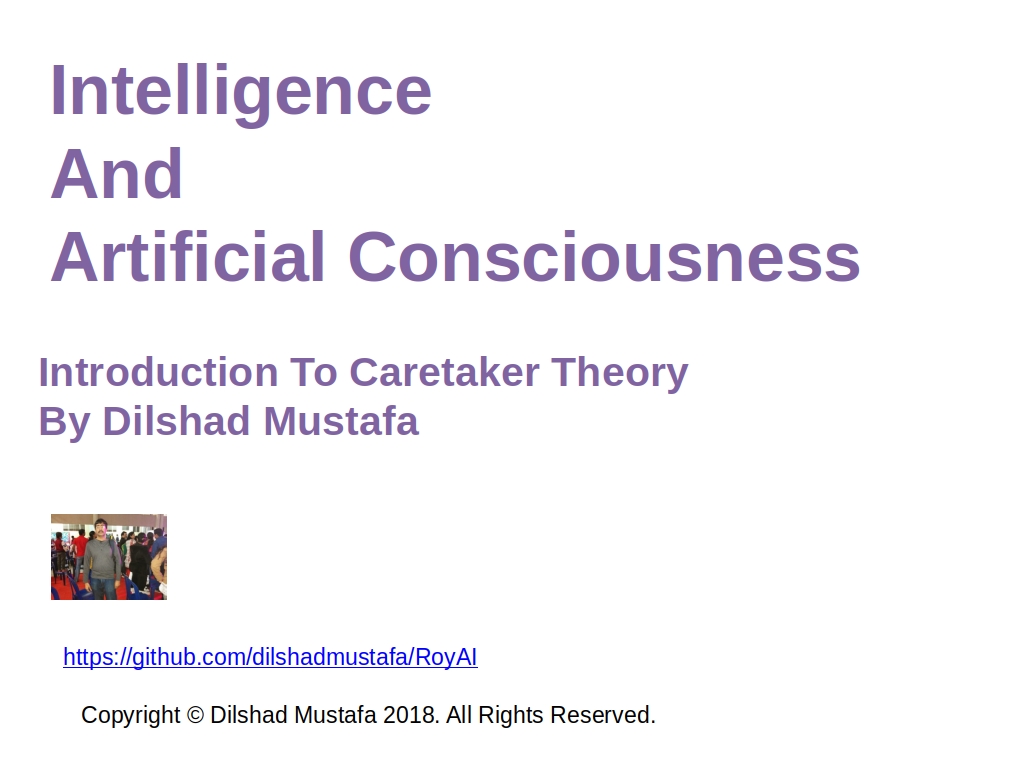 Intelligence
And
Artificial Consciousness
Introduction To Caretaker Theory
By Dilshad Mustafa
https://github.com/dilshadmustafa/RoyAI
Copyright © Dilshad Mustafa 2018. All Rights Reserved.